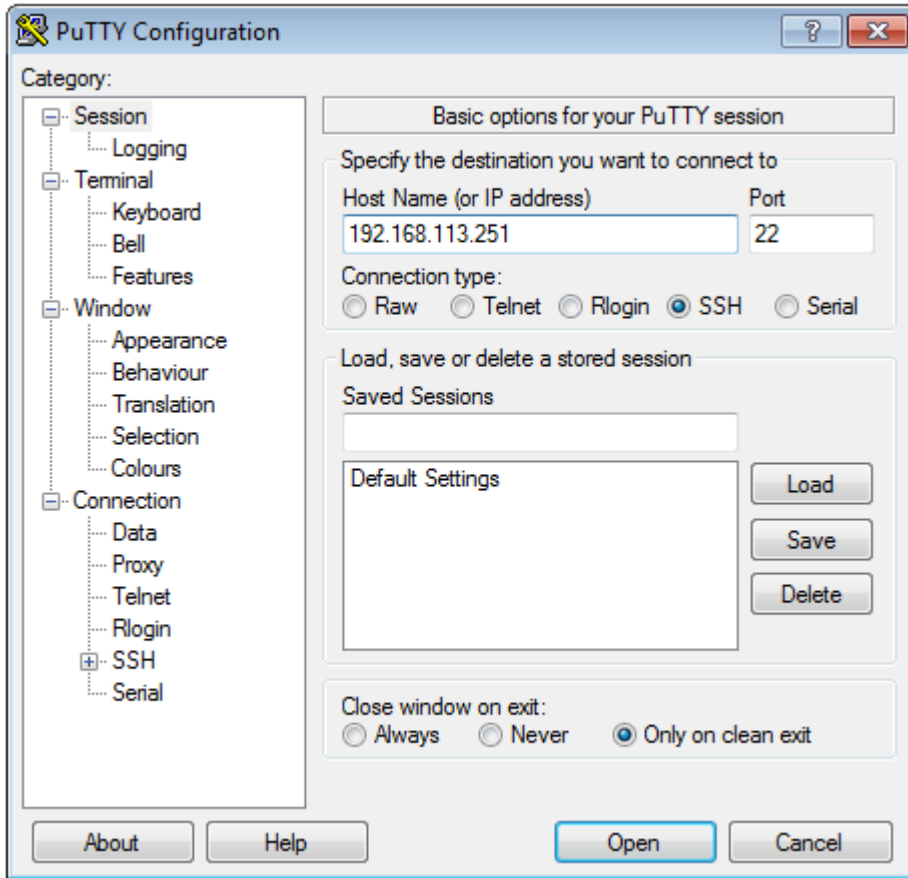 PuTTY Configuration
?
Category:
Session
Logging
Terminal
Keyboard
Bell
Features
Window
Appearance
Behaviour
Translation
Selection
Colours
Connection
Data
Proxy
Telnet
Rlogin
SSH
Serial
Basic options for your PuTTY session
Specify the destination you want to connect to
Host Name (or IP address) Port
192.168.113.251 22
Connection type:
Raw Telnet Rlogin SSH Serial
Load, save or delete a stored session
Saved Sessions
Default Settings
Load
Save
Delete
Close window on exit:
Always Never Only on clean exit
About Help Open Cancel